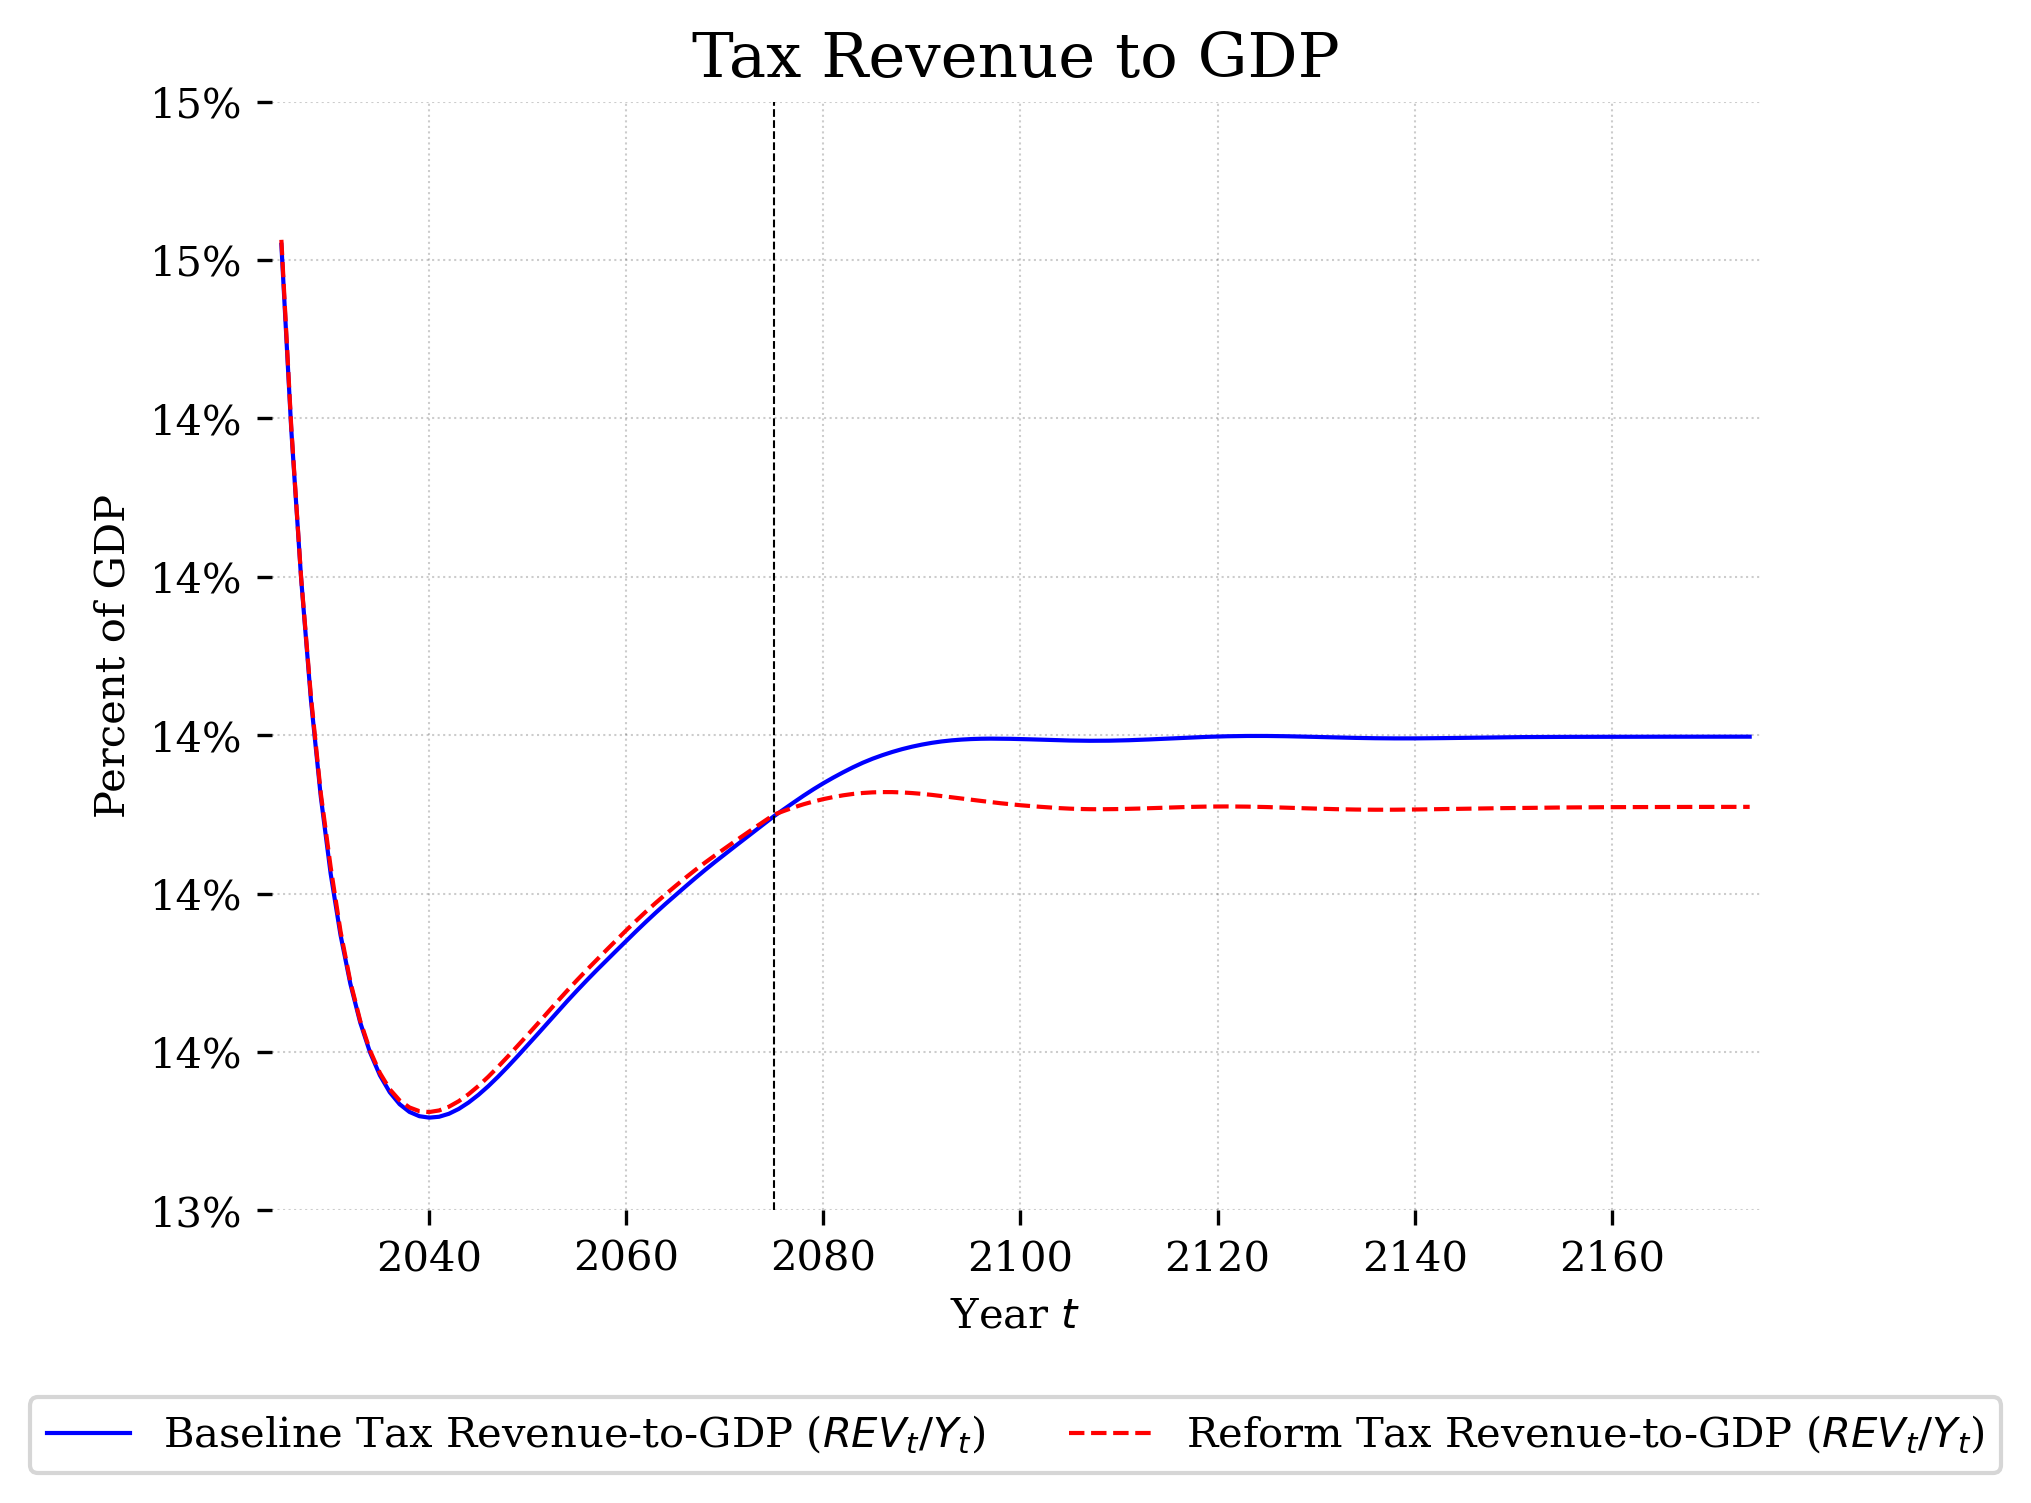 Tax Revenue to GDP
15%
15%
14%
14%
14%
14%
14%
13%
Percent of GDP
2040 2060 2080 2100 2120 2140 2160
Year t
Baseline Tax Revenue-to-GDP (REVₜ/Yₜ) Reform Tax Revenue-to-GDP (REVₜ/Yₜ)